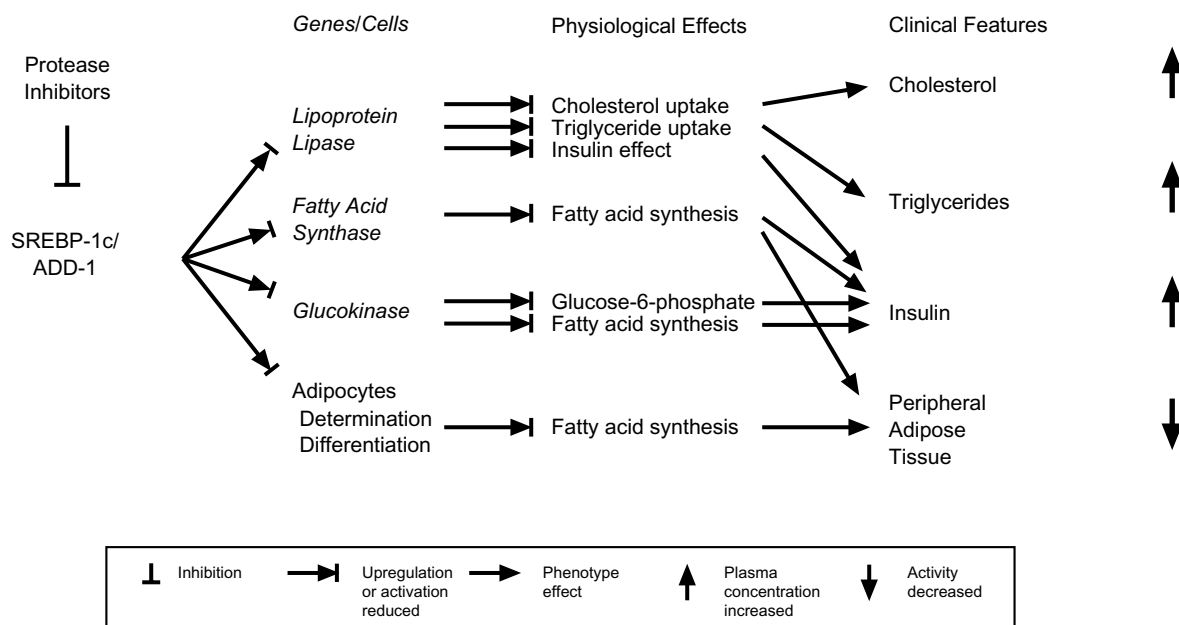 Genes/Cells
Physiological Effects
Clinical Features
Protease
Inhibitors
SREBP-1c/
ADD-1
Lipoprotein
Lipase
Cholesterol uptake
Triglyceride uptake
Insulin effect
Cholesterol
Fatty Acid
Synthase
Fatty acid synthesis
Triglycerides
Glucokinase
Glucose-6-phosphate
Fatty acid synthesis
Insulin
Adipocytes
Determination
Differentiation
Fatty acid synthesis
Peripheral
Adipose
Tissue
Inhibition
Upregulation
or activation
reduced
Phenotype
effect
Plasma
concentration
increased
Activity
decreased